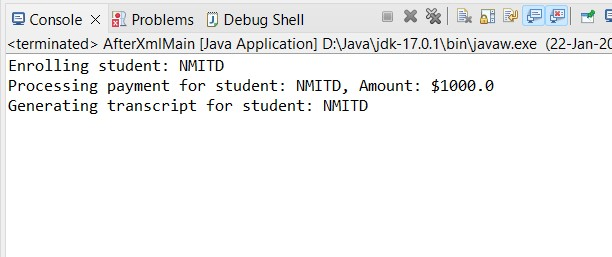 Console Problems Debug Shell
<terminated> AfterXmlMain [Java Application] D:\Java\jdk-17.0.1\bin\javaw.exe (22-Jan-20
Enrolling student: NMITD
Processing payment for student: NMITD, Amount: $1000.0
Generating transcript for student: NMITD